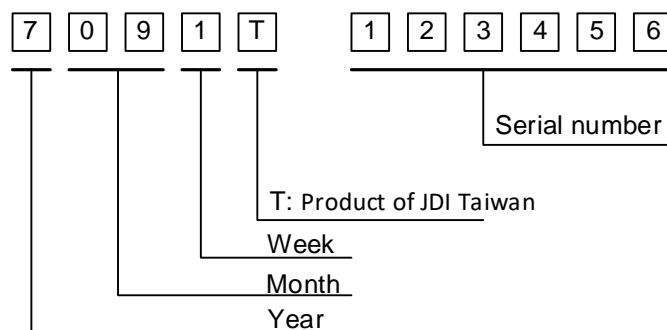 7 0 9 1 T 1 2 3 4 5 6
Serial number
T: Product of JDI Taiwan
Week
Month
Year